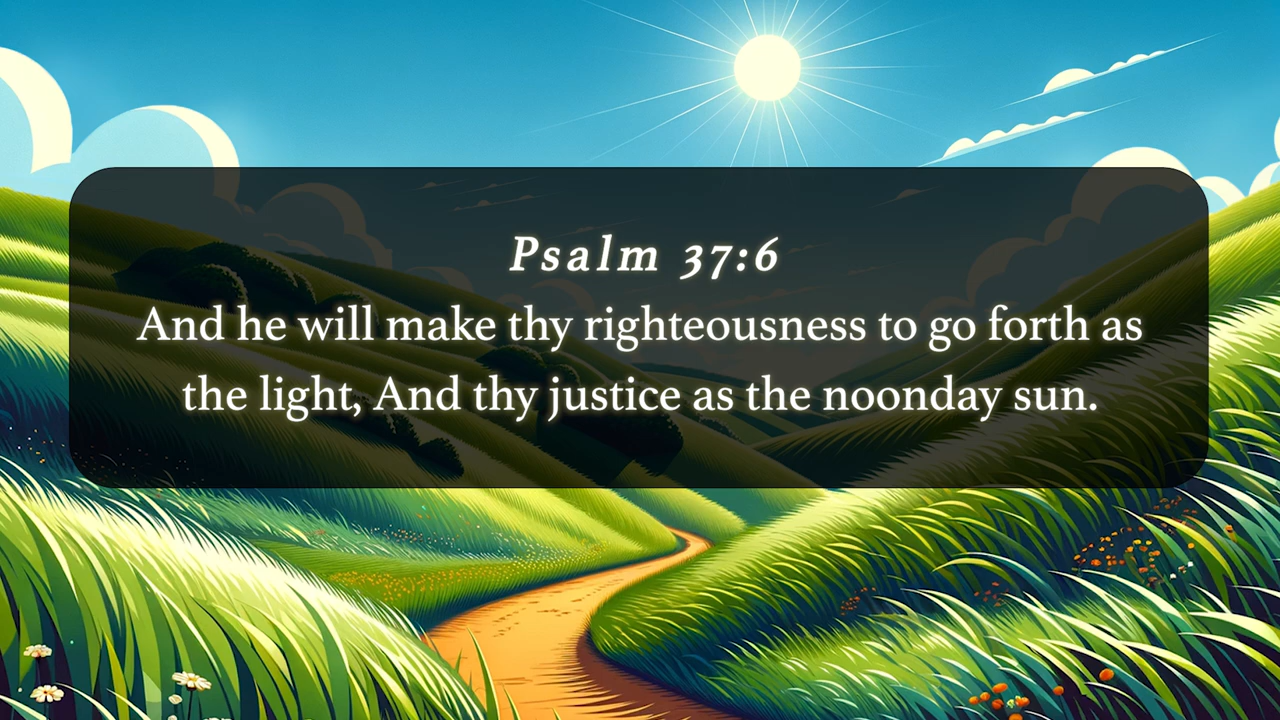 Psalm 37:6
And he will make thy righteousness to go forth as
the light, And thy justice as the noonday sun.